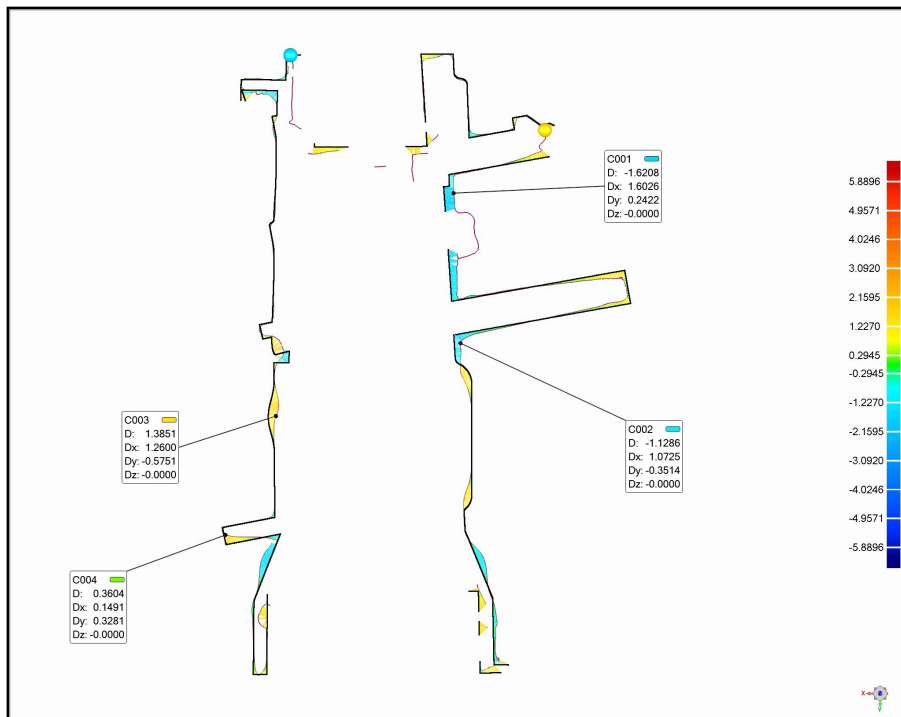 C001
D: -1.6208
Dx: 1.6026
Dy: 0.2422
Dz: -0.0000
5.8896
4.9571
4.0246
3.0920
2.1595
1.2270
0.2945
-0.2945
-1.2270
-2.1595
-3.0920
-4.0246
-4.9571
-5.8896
C003
D: 1.3851
Dx: 1.2600
Dy: -0.5751
Dz: -0.0000
C002
D: -1.1286
Dx: 1.0725
Dy: -0.3514
Dz: -0.0000
C004
D: 0.3604
Dx: 0.1491
Dy: 0.3281
Dz: -0.0000
X
Y